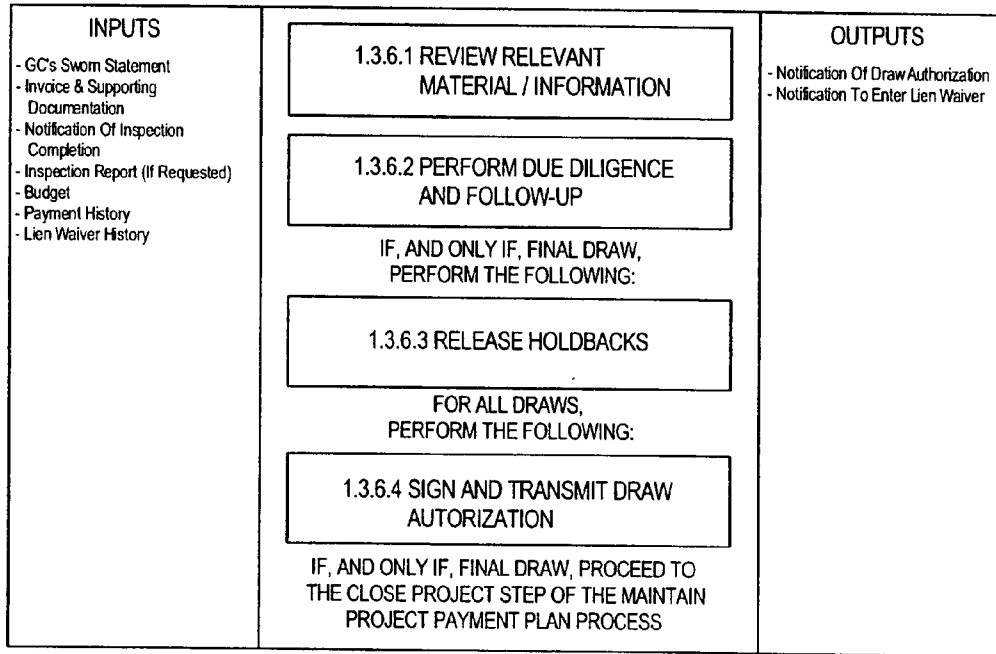 INPUTS
- GC's Sworn Statement
- Invoice & Supporting
Documentation
- Notification Of Inspection
Completion
- Inspection Report (If Requested)
- Budget
- Payment History
- Lien Waiver History
1.3.6.1 REVIEW RELEVANT
MATERIAL / INFORMATION
1.3.6.2 PERFORM DUE DILIGENCE
AND FOLLOW-UP
IF, AND ONLY IF, FINAL DRAW,
PERFORM THE FOLLOWING:
1.3.6.3 RELEASE HOLDBACKS
FOR ALL DRAWS,
PERFORM THE FOLLOWING:
1.3.6.4 SIGN AND TRANSMIT DRAW
AUTORIZATION
IF, AND ONLY IF, FINAL DRAW, PROCEED TO
THE CLOSE PROJECT STEP OF THE MAINTAIN
PROJECT PAYMENT PLAN PROCESS
OUTPUTS
- Notification Of Draw Authorization
- Notification To Enter Lien Waiver